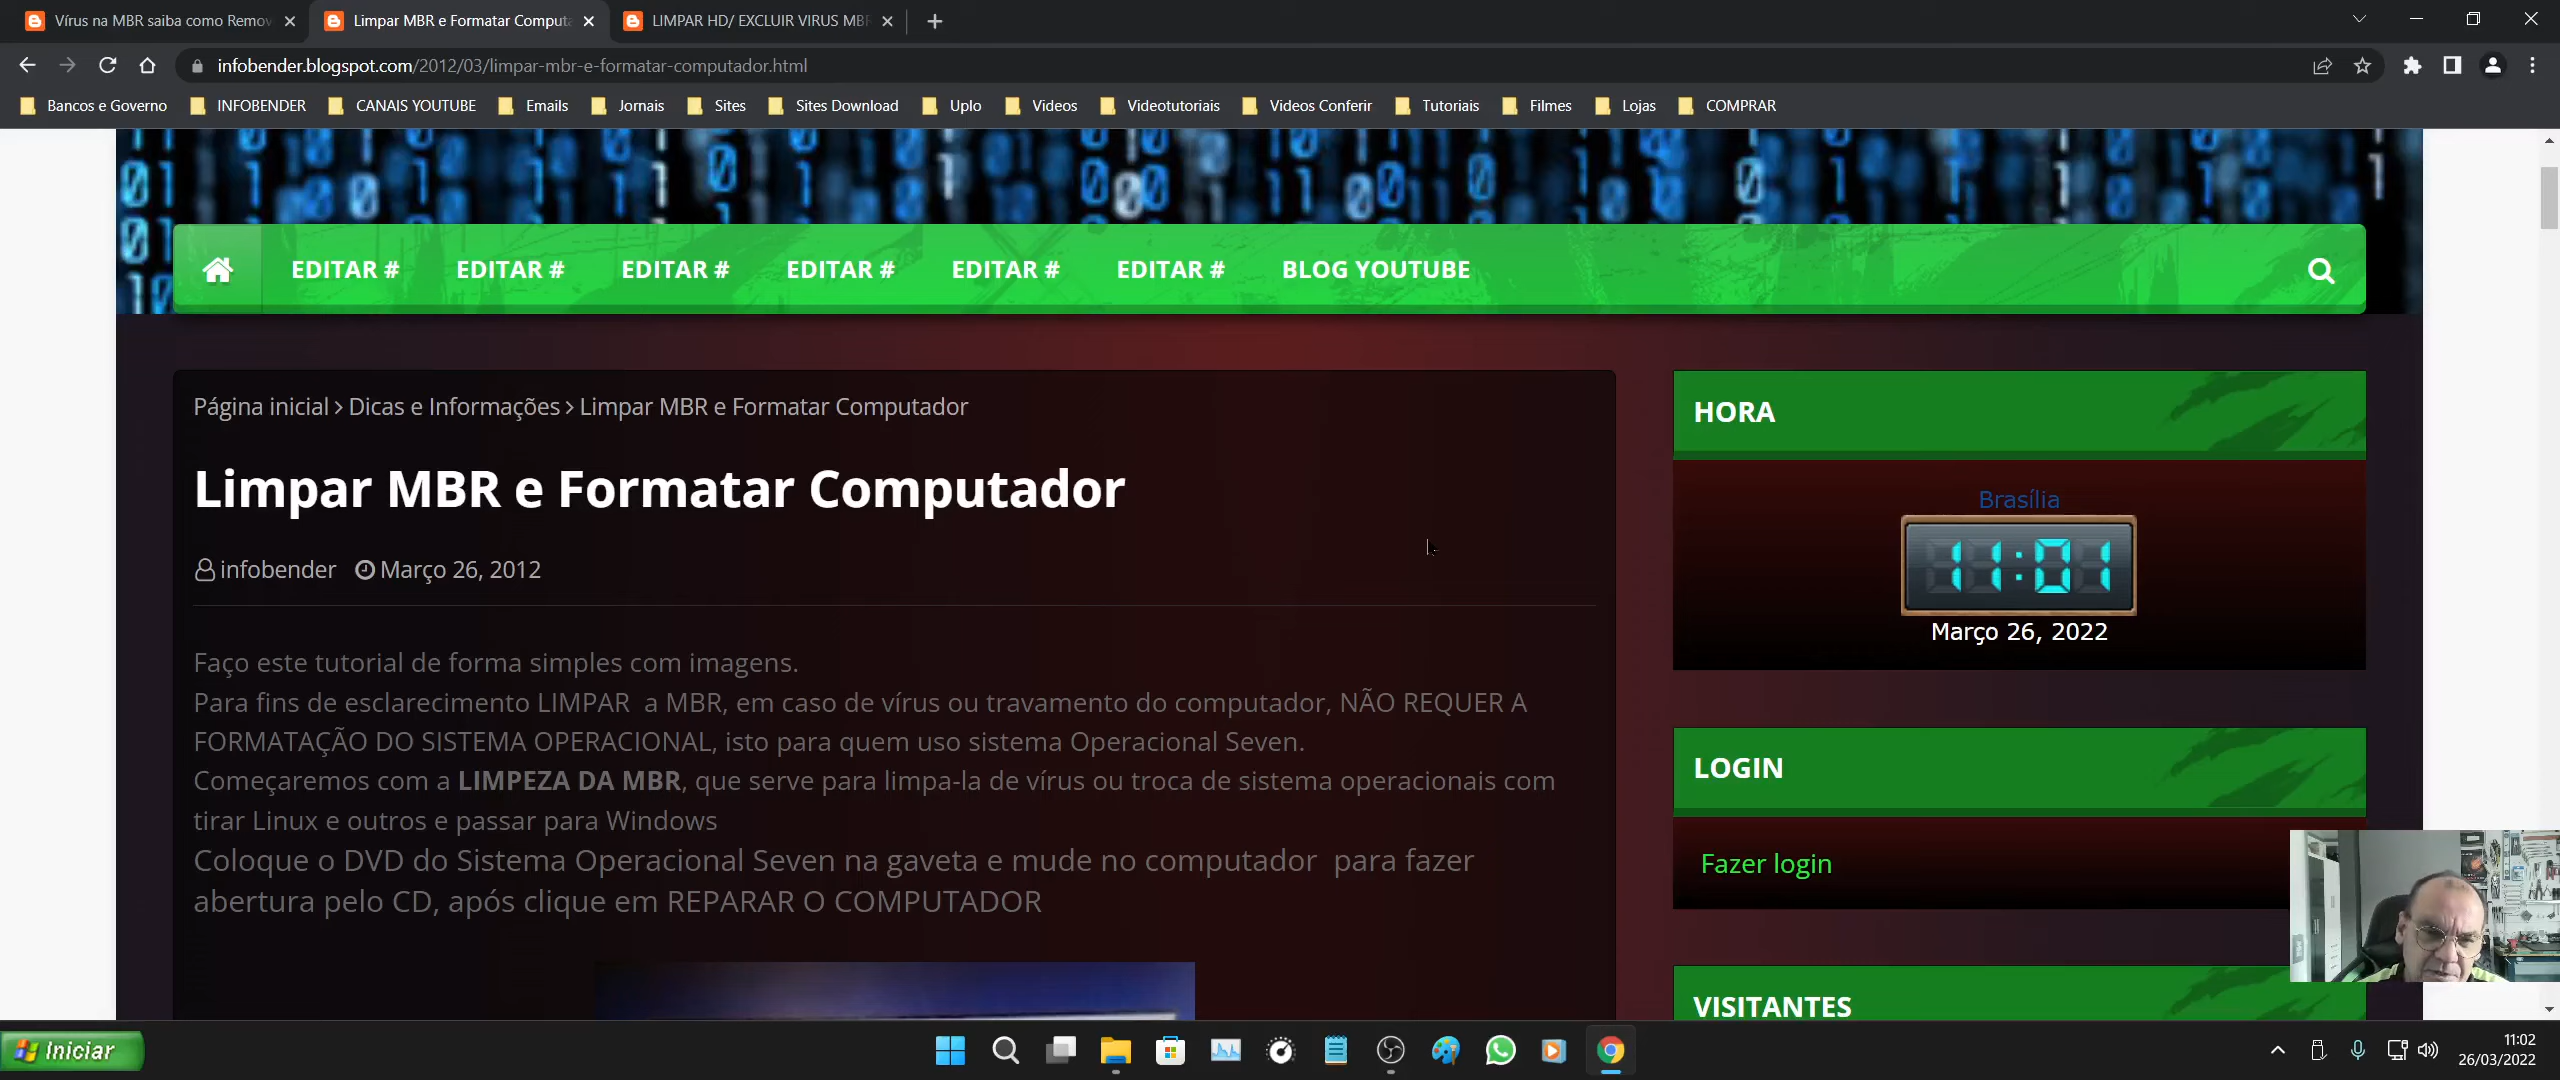 Vírus na MBR saiba como Remov
Limpar MBR e Formatar Computa
LIMPAR HD/ EXCLUIR VIRUS MBR
infobender.blogspot.com/2012/03/limpar-mbr-e-formatar-computador.html
Bancos e Governo INFOBENDER CANAIS YOUTUBE Emails Jornais Sites Sites Download Uplo Videos Videotutoriais Videos Conferir Tutoriais Filmes Lojas COMPRAR
EDITAR # EDITAR # EDITAR # EDITAR # EDITAR # EDITAR # BLOG YOUTUBE
Página inicial > Dicas e Informações > Limpar MBR e Formatar Computador
Limpar MBR e Formatar Computador
infobender Março 26, 2012
Faço este tutorial de forma simples com imagens.
Para fins de esclarecimento LIMPAR a MBR, em caso de vírus ou travamento do computador, NÃO REQUER A
FORMATAÇÃO DO SISTEMA OPERACIONAL, isto para quem uso sistema Operacional Seven.
Começaremos com a LIMPEZA DA MBR, que serve para limpa-la de vírus ou troca de sistema operacionais com
tirar Linux e outros e passar para Windows
Coloque o DVD do Sistema Operacional Seven na gaveta e mude no computador para fazer
abertura pelo CD, após clique em REPARAR O COMPUTADOR
HORA
Brasília
11:01
Março 26, 2022
LOGIN
Fazer login
VISITANTES
Iniciar
11:02
26/03/2022